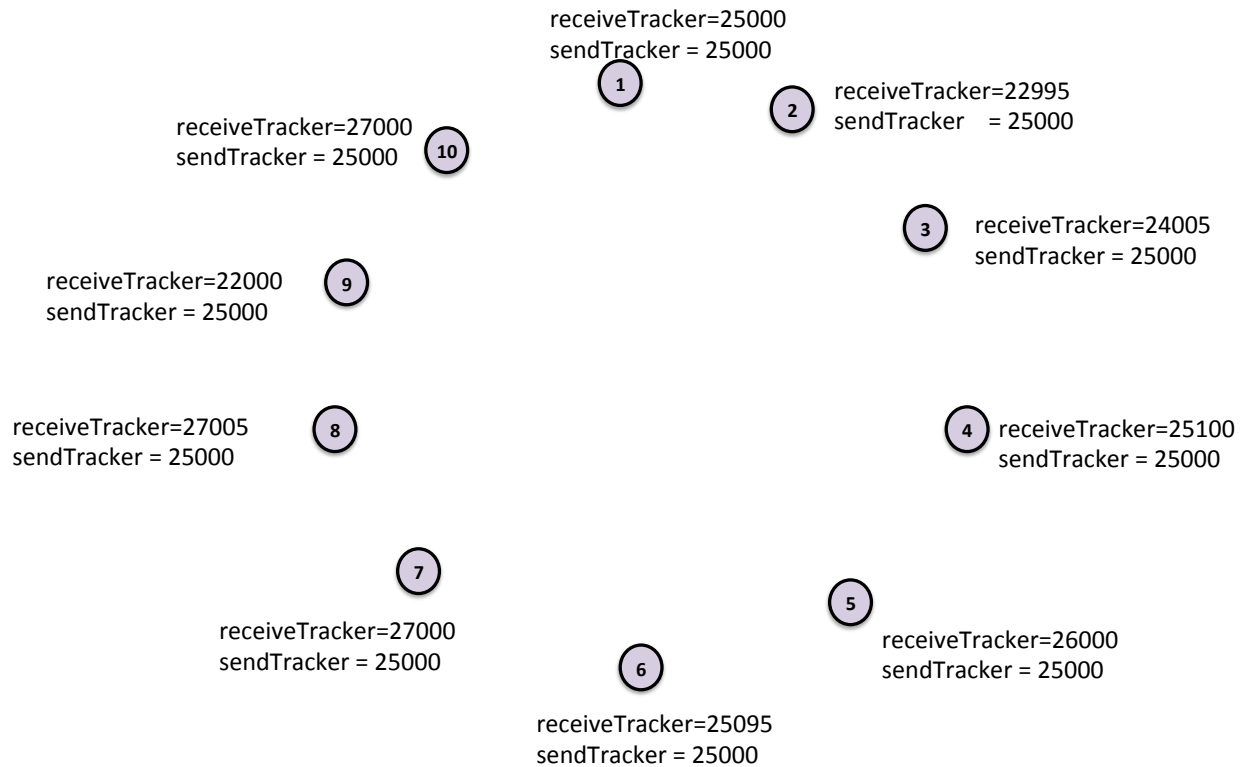 receiveTracker=25000
sendTracker = 25000
1
2
receiveTracker=22995
sendTracker = 25000
receiveTracker=27000
sendTracker = 25000
10
3
receiveTracker=24005
sendTracker = 25000
receiveTracker=22000
sendTracker = 25000
9
receiveTracker=27005
sendTracker = 25000
8
4
receiveTracker=25100
sendTracker = 25000
7
receiveTracker=27000
sendTracker = 25000
5
receiveTracker=26000
sendTracker = 25000
6
receiveTracker=25095
sendTracker = 25000